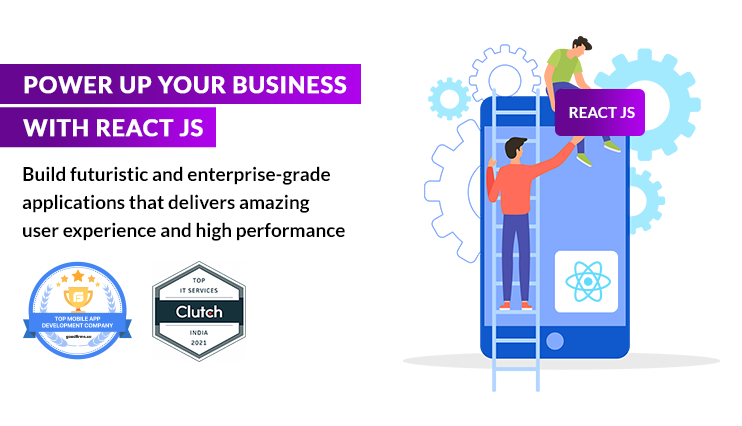 POWER UP YOUR BUSINESS
WITH REACT JS
Build futuristic and enterprise-grade
applications that delivers amazing
user experience and high performance
TOP MOBILE APP
DEVELOPMENT COMPANY
goodfirms.co
TOP
IT SERVICES
Clutch
INDIA
2021
REACT JS